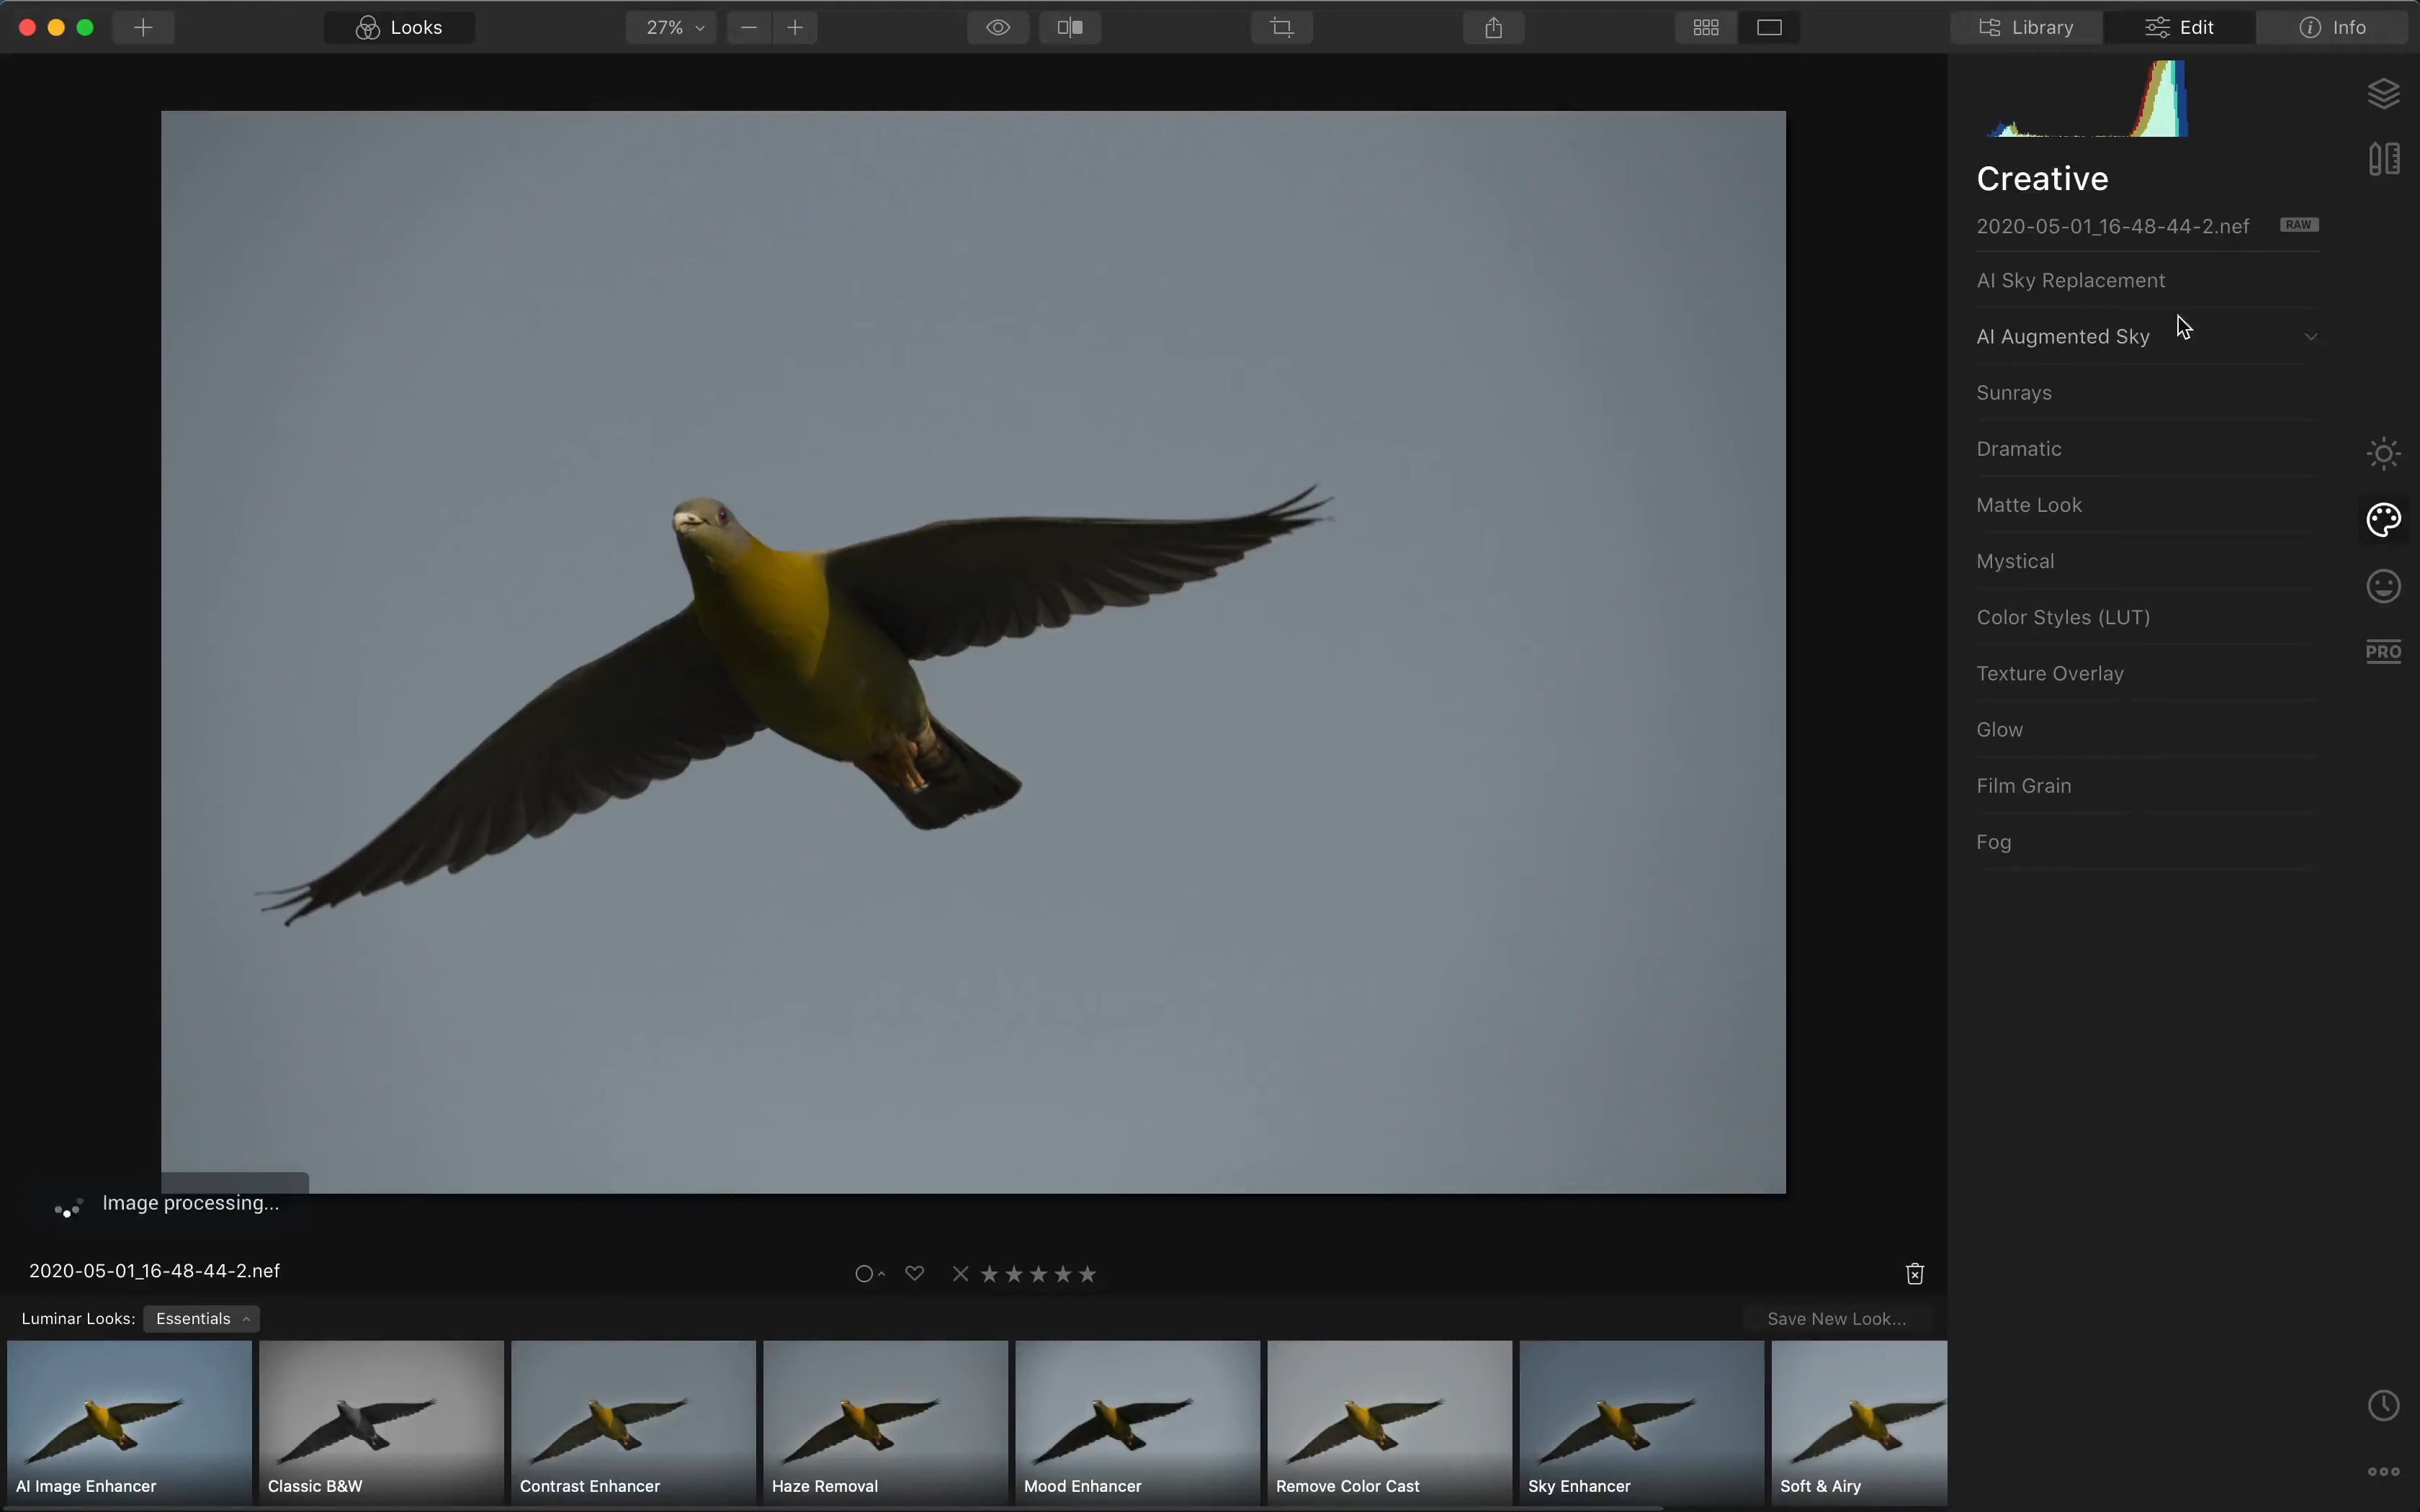 Looks
27%
Library
Edit
Info
Creative
2020-05-01_16-48-44-2.nef
RAW
AI Sky Replacement
AI Augmented Sky
Sunrays
Dramatic
Matte Look
Mystical
Color Styles (LUT)
Texture Overlay
Glow
Film Grain
Fog
PRO
Image processing...
2020-05-01_16-48-44-2.nef
Luminar Looks:
Essentials
Save New Look...
AI Image Enhancer
Classic B&W
Contrast Enhancer
Haze Removal
Mood Enhancer
Remove Color Cast
Sky Enhancer
Soft & Airy